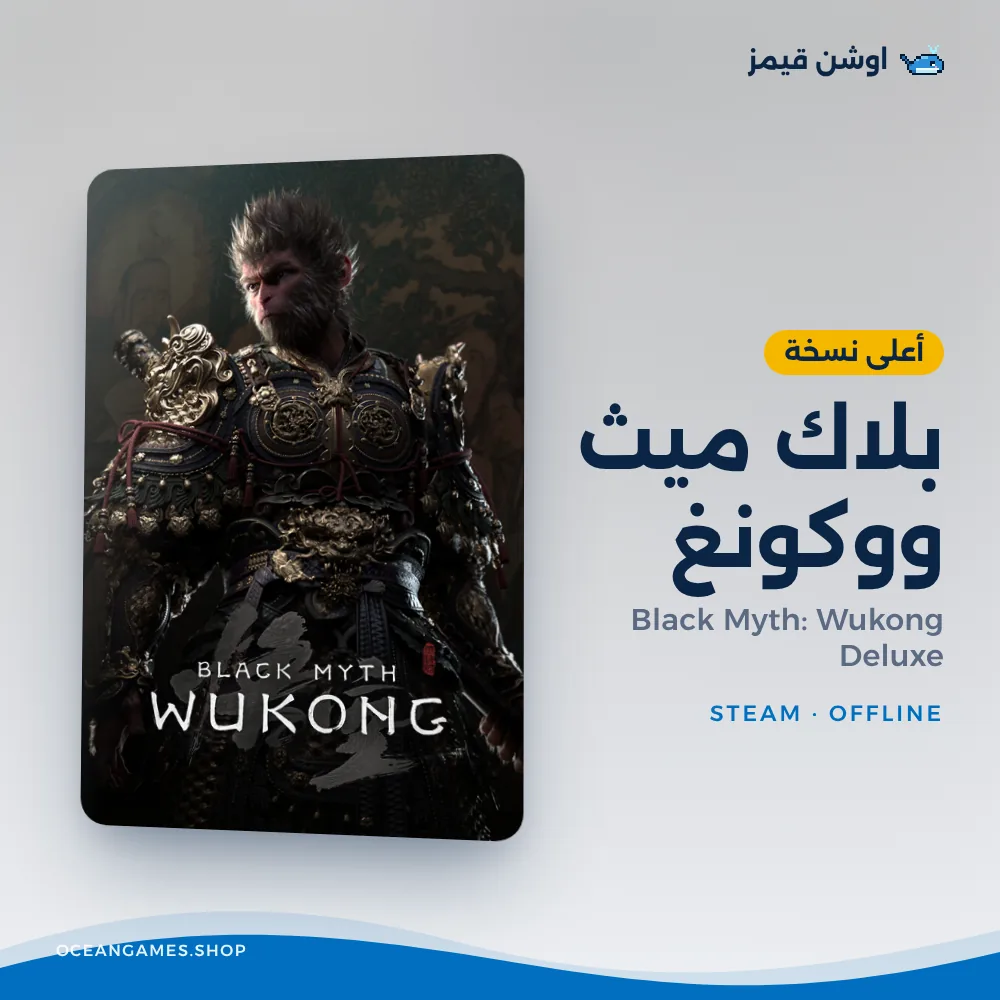 اوشن قيمز
أعلى نسخة
بلاك ميث
ووكونغ
Black Myth: Wukong
Deluxe
STEAM · OFFLINE
BLACK MYTH
WUKONG
OCEANGAMES.SHOP